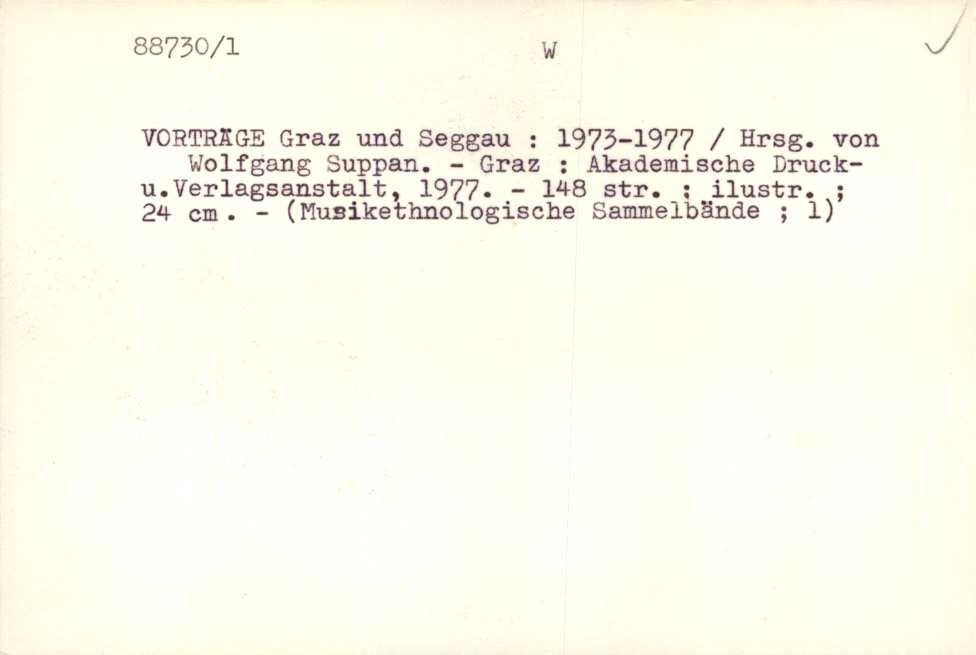 88730/1 W
VORTRÄGE Graz und Seggau : 1973-1977 / Hrsg. von
Wolfgang Suppan. - Graz : Akademische Druck-
u.Verlagsanstalt, 1977. - 148 str. : ilustr. ;
24 cm. - (Musikethnologische Sammelbände ; 1)